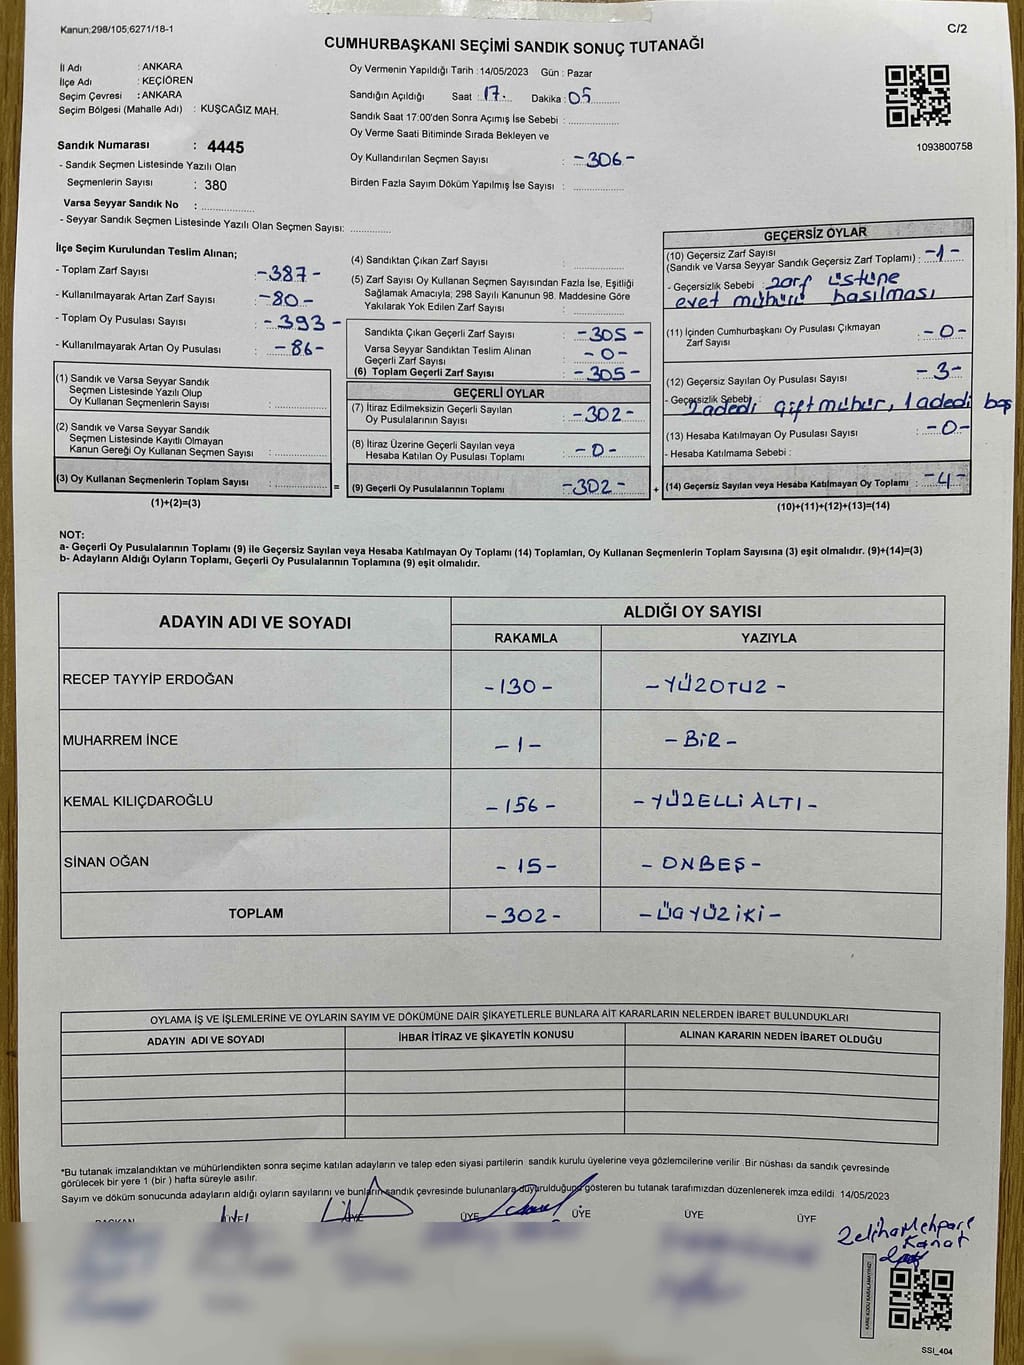 Kanun;298/105;6271/18-1
C/2
CUMHURBAŞKANI SEÇİMİ SANDIK SONUÇ TUTANAĞI
İl Adı : ANKARA
İlçe Adı : KEÇİÖREN
Seçim Çevresi : ANKARA
Seçim Bölgesi (Mahalle Adı) : KUŞCAĞIZ MAH.
Sandık Numarası : 4445
- Sandık Seçmen Listesinde Yazılı Olan
Seçmenlerin Sayısı : 380
Varsa Seyyar Sandık No : ................
- Seyyar Sandık Seçmen Listesinde Yazılı Olan Seçmen Sayısı: ............
Oy Vermenin Yapıldığı Tarih : 14/05/2023 Gün : Pazar
Sandığın Açıldığı Saat : 17. Dakika : 05
Sandık Saat 17:00'den Sonra Açımış İse Sebebi : ................
Oy Verme Saati Bitiminde Sırada Bekleyen ve
Oy Kullandırılan Seçmen Sayısı : -306-
Birden Fazla Sayım Döküm Yapılmış İse Sayısı : ................
1093800758
İlçe Seçim Kurulundan Teslim Alınan;
- Toplam Zarf Sayısı : -387-
- Kullanılmayarak Artan Zarf Sayısı : -80-
- Toplam Oy Pusulası Sayısı : -393-
- Kullanılmayarak Artan Oy Pusulası : -86-
(1) Sandık ve Varsa Seyyar Sandık
Seçmen Listesinde Yazılı Olup
Oy Kullanan Seçmenlerin Sayısı : ................
(2) Sandık ve Varsa Seyyar Sandık
Seçmen Listesinde Kayıtlı Olmayan
Kanun Gereği Oy Kullanan Seçmen Sayısı : ................
(3) Oy Kullanan Seçmenlerin Toplam Sayısı : ................ =
(1)+(2)=(3)
(4) Sandıktan Çıkan Zarf Sayısı : ................
(5) Zarf Sayısı Oy Kullanan Seçmen Sayısından Fazla İse, Eşitliği
Sağlamak Amacıyla; 298 Sayılı Kanunun 98. Maddesine Göre
Yakılarak Yok Edilen Zarf Sayısı : ................
Sandıkta Çıkan Geçerli Zarf Sayısı : -305-
Varsa Seyyar Sandıktan Teslim Alınan
Geçerli Zarf Sayısı : -0-
(6) Toplam Geçerli Zarf Sayısı : -305-
GEÇERLİ OYLAR
(7) İtiraz Edilmeksizin Geçerli Sayılan
Oy Pusulalarının Sayısı : -302-
(8) İtiraz Üzerine Geçerli Sayılan veya
Hesaba Katılan Oy Pusulası Toplamı : -0-
(9) Geçerli Oy Pusulalarının Toplamı : -302- +
GEÇERSİZ OYLAR
(10) Geçersiz Zarf Sayısı
(Sandık ve Varsa Seyyar Sandık Geçersiz Zarf Toplamı) : -1-
- Geçersizlik Sebebi : zarf üstüne
evet mühürü basılması
(11) İçinden Cumhurbaşkanı Oy Pusulası Çıkmayan
Zarf Sayısı : -0-
(12) Geçersiz Sayılan Oy Pusulası Sayısı : -3-
- Geçersizlik Sebebi : 2 adedi çift mühür, 1 adedi boş
(13) Hesaba Katılmayan Oy Pusulası Sayısı : -0-
- Hesaba Katılmama Sebebi :
(14) Geçersiz Sayılan veya Hesaba Katılmayan Oy Toplamı : -4-
(10)+(11)+(12)+(13)=(14)
NOT:
a- Geçerli Oy Pusulalarının Toplamı (9) ile Geçersiz Sayılan veya Hesaba Katılmayan Oy Toplamı (14) Toplamları, Oy Kullanan Seçmenlerin Toplam Sayısına (3) eşit olmalıdır. (9)+(14)=(3)
b- Adayların Aldığı Oyların Toplamı, Geçerli Oy Pusulalarının Toplamına (9) eşit olmalıdır.
ADAYIN ADI VE SOYADI
ALDIĞI OY SAYISI
RAKAMLA YAZIYLA
RECEP TAYYİP ERDOĞAN -130- -YÜZOTUZ-
MUHARREM İNCE -1- -BİR-
KEMAL KILIÇDAROĞLU -156- -YÜZELLİ ALTI-
SİNAN OĞAN -15- -ONBEŞ-
TOPLAM -302- -ÜÇYÜZ İKİ-
OYLAMA İŞ VE İŞLEMLERİNE VE OYLARIN SAYIM VE DÖKÜMÜNE DAİR ŞİKAYETLERLE BUNLARA AİT KARARLARIN NELERDEN İBARET BULUNDUKLARI
ADAYIN ADI VE SOYADI İHBAR İTİRAZ VE ŞİKAYETİN KONUSU ALINAN KARARIN NEDEN İBARET OLDUĞU
*Bu tutanak imzalandıktan ve mühürlendikten sonra seçime katılan adayların ve talep eden siyasi partilerin sandık kurulu üyelerine veya gözlemcilerine verilir .Bir nüshası da sandık çevresinde
görülecek bir yere 1 (bir ) hafta süreyle asılır.
Sayım ve döküm sonucunda adayların aldığı oyların sayılarını ve bunların sandık çevresinde bulunanlara duyurulduğunu gösteren bu tutanak tarafımızdan düzenlenerek imza edildi. 14/05/2023
BAŞKAN ÜYE ÜYE ÜYE ÜYE ÜYE ÜYE
Zeliha Mehpare
Kanat
KARE KODU KARALAMAYINIZ!
SSI_404